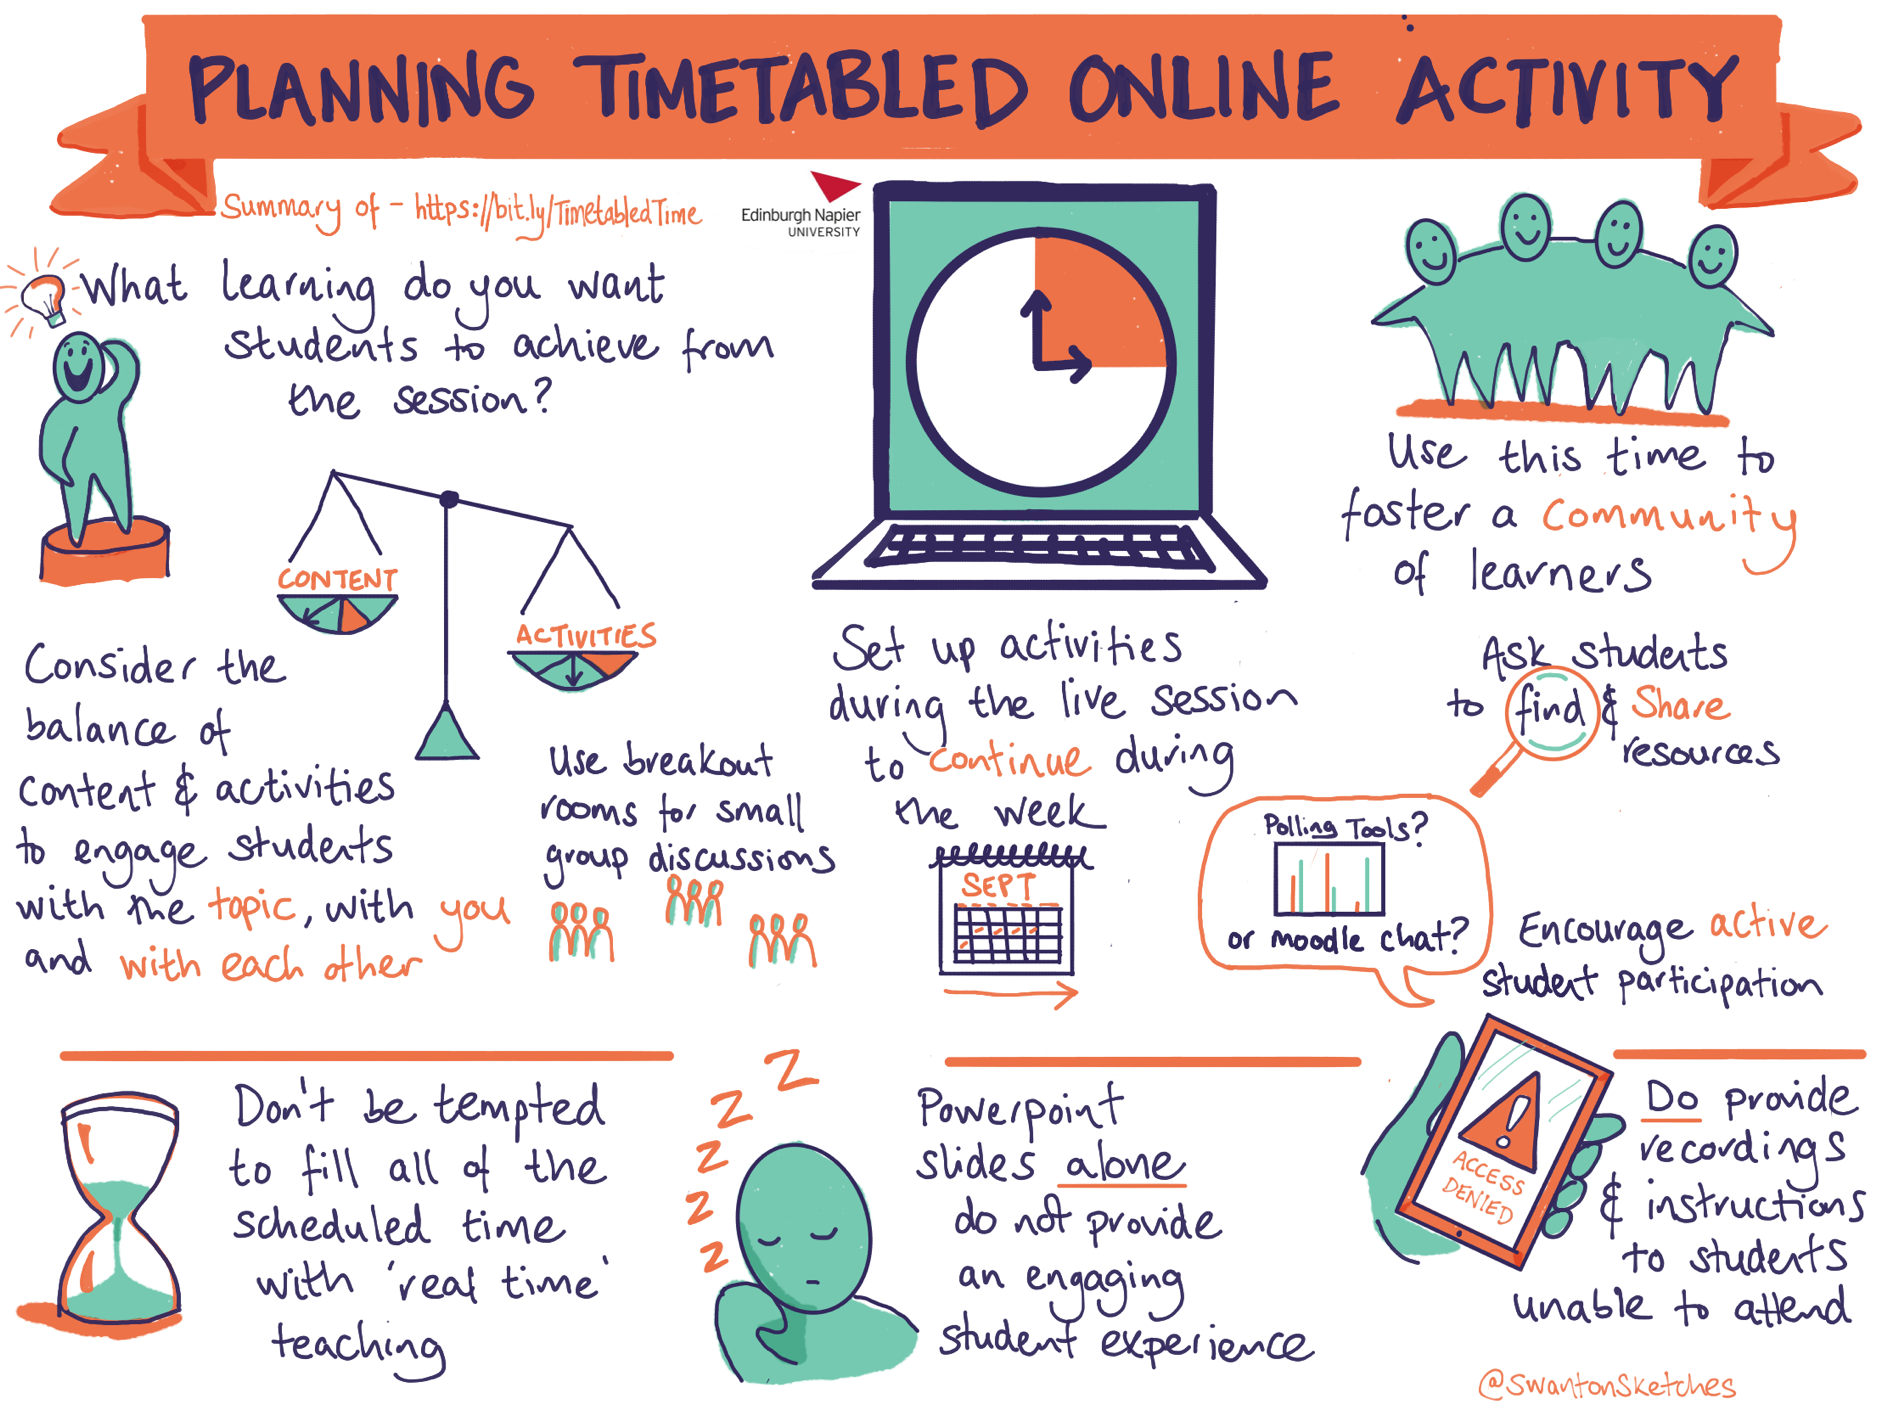 PLANNING TIMETABLED ONLINE ACTIVITY
Summary of - https://bit.ly/TimetabledTime
Edinburgh Napier
UNIVERSITY
What learning do you want
students to achieve from
the session?
CONTENT
ACTIVITIES
Consider the
balance of
content & activities
to engage students
with the topic, with you
and with each other
Use breakout
rooms for small
group discussions
Set up activities
during the live session
to continue during
the week
SEPT
Use this time to
foster a community
of learners
Ask students
to find & Share
resources
Polling Tools?
or moodle chat?
Encourage active
student participation
Don't be tempted
to fill all of the
scheduled time
with 'real time'
teaching
Z
Z
Z
Z
Z
Powerpoint
slides alone
do not provide
an engaging
student experience
ACCESS
DENIED
Do provide
recordings
& instructions
to students
unable to attend
@SwantonSketches